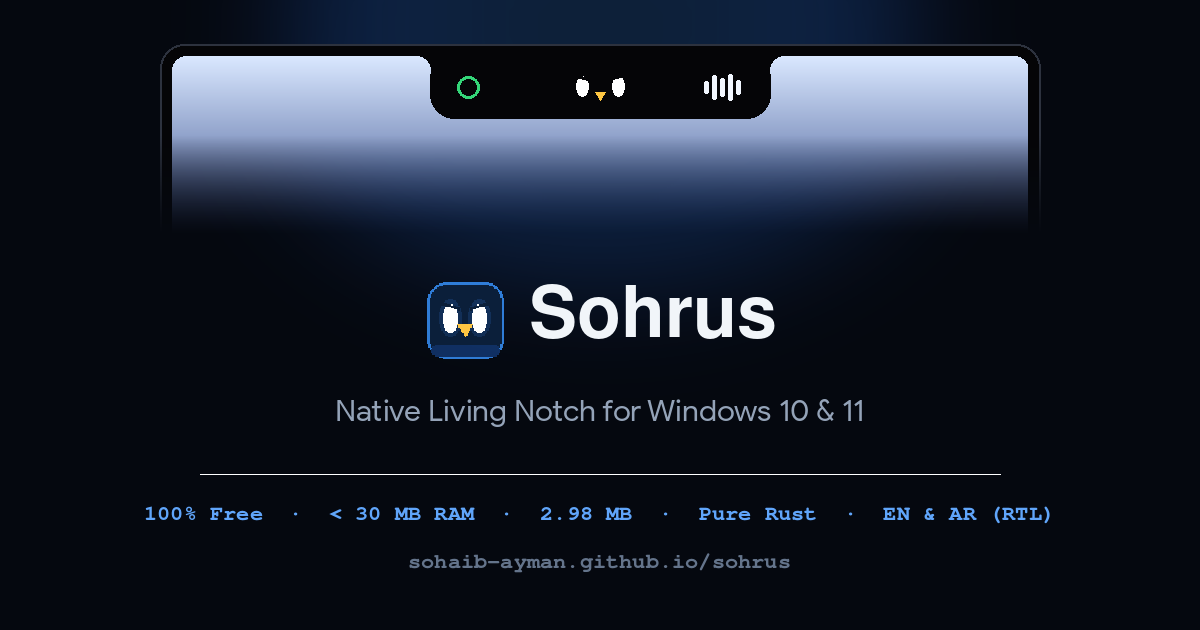 Sohrus
Native Living Notch for Windows 10 & 11
100% Free · < 30 MB RAM · 2.98 MB · Pure Rust · EN & AR (RTL)
sohaib-ayman.github.io/sohrus